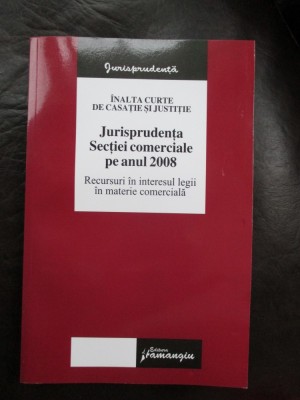 Jurisprudență
ÎNALTA CURTE
DE CASAȚIE ȘI JUSTIȚIE
Jurisprudența
Secției comerciale
pe anul 2008
Recursuri în interesul legii
în materie comercială
Editura
Hamangiu